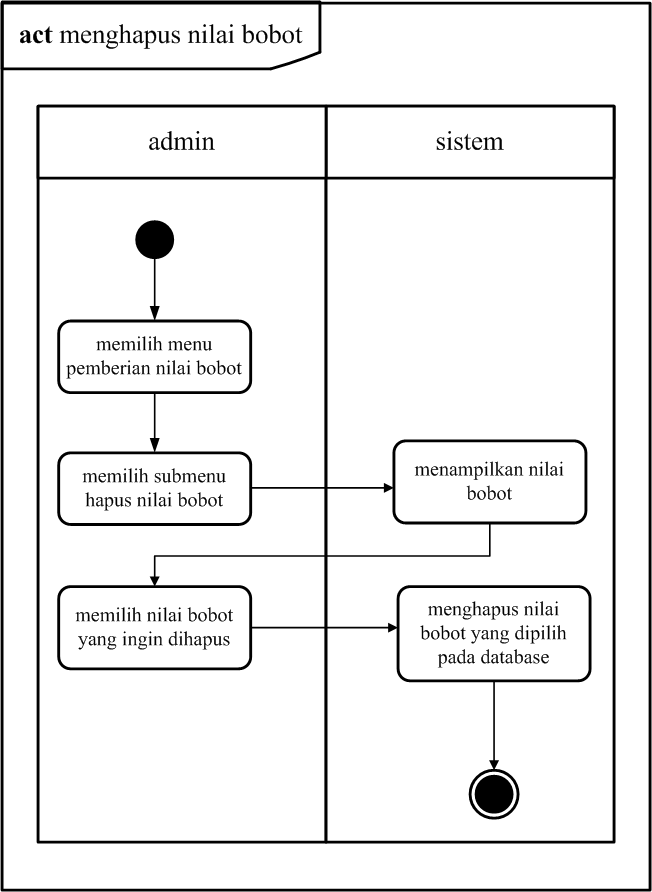 act menghapus nilai bobot
admin
sistem
memilih menu
pemberian nilai bobot
memilih submenu
hapus nilai bobot
menampilkan nilai
bobot
memilih nilai bobot
yang ingin dihapus
menghapus nilai
bobot yang dipilih
pada database